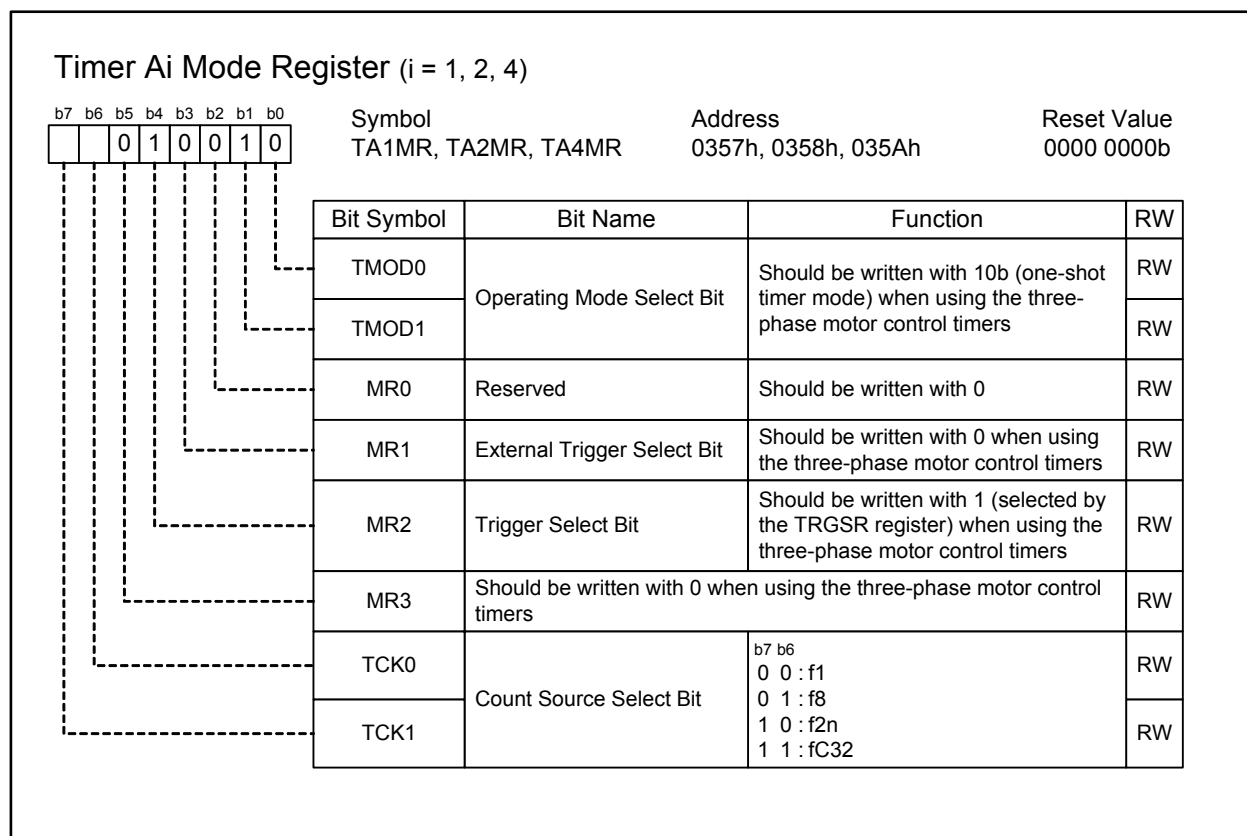 Timer Ai Mode Register (i = 1, 2, 4)
b7 b6 b5 b4 b3 b2 b1 b0
0 1 0 0 1 0
Symbol Address Reset Value
TA1MR, TA2MR, TA4MR 0357h, 0358h, 035Ah 0000 0000b
Bit Symbol Bit Name Function RW
TMOD0
TMOD1
Operating Mode Select Bit
Should be written with 10b (one-shot
timer mode) when using the three-
phase motor control timers
RW
RW
MR0 Reserved Should be written with 0 RW
MR1 External Trigger Select Bit
Should be written with 0 when using
the three-phase motor control timers
RW
MR2 Trigger Select Bit
Should be written with 1 (selected by
the TRGSR register) when using the
three-phase motor control timers
RW
MR3
Should be written with 0 when using the three-phase motor control
timers
RW
TCK0
TCK1
Count Source Select Bit
b7 b6
0 0 : f1
0 1 : f8
1 0 : f2n
1 1 : fC32
RW
RW